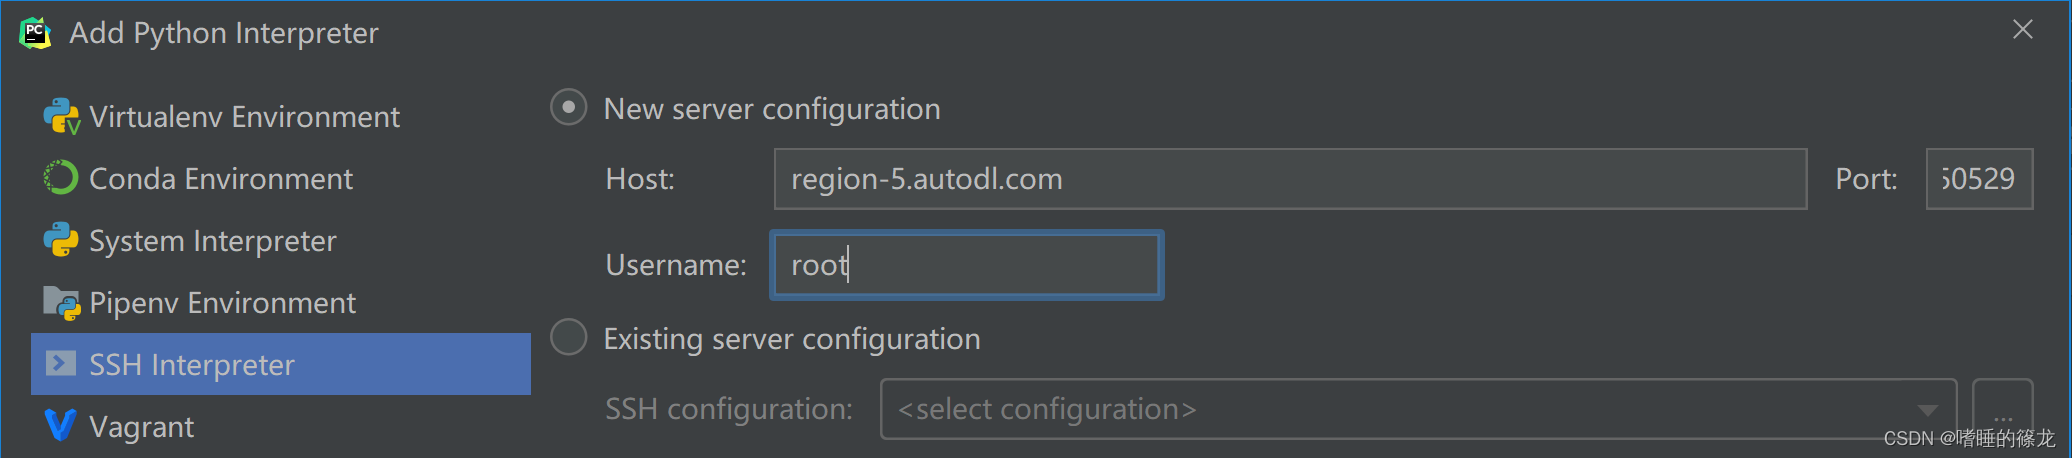 PC
Add Python Interpreter
Virtualenv Environment
Conda Environment
System Interpreter
Pipenv Environment
SSH Interpreter
Vagrant
New server configuration
Host: region-5.autodl.com Port: 50529
Username: root
Existing server configuration
SSH configuration: <select configuration> ...
CSDN @嗜睡的篠龙